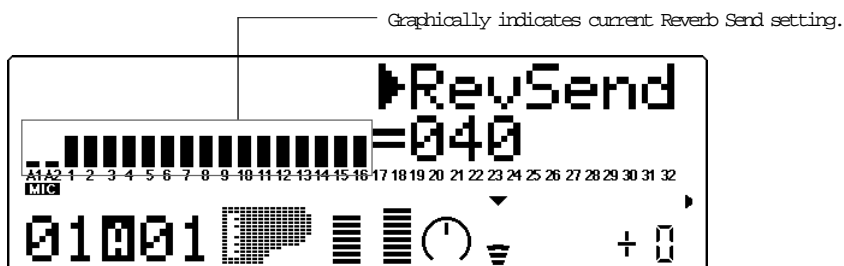 Graphically indicates current Reverb Send setting.
RevSend
=040
A1 A2 1 2 3 4 5 6 7 8 9 10 11 12 13 14 15 16 17 18 19 20 21 22 23 24 25 26 27 28 29 30 31 32
MIC
01A01 + 0